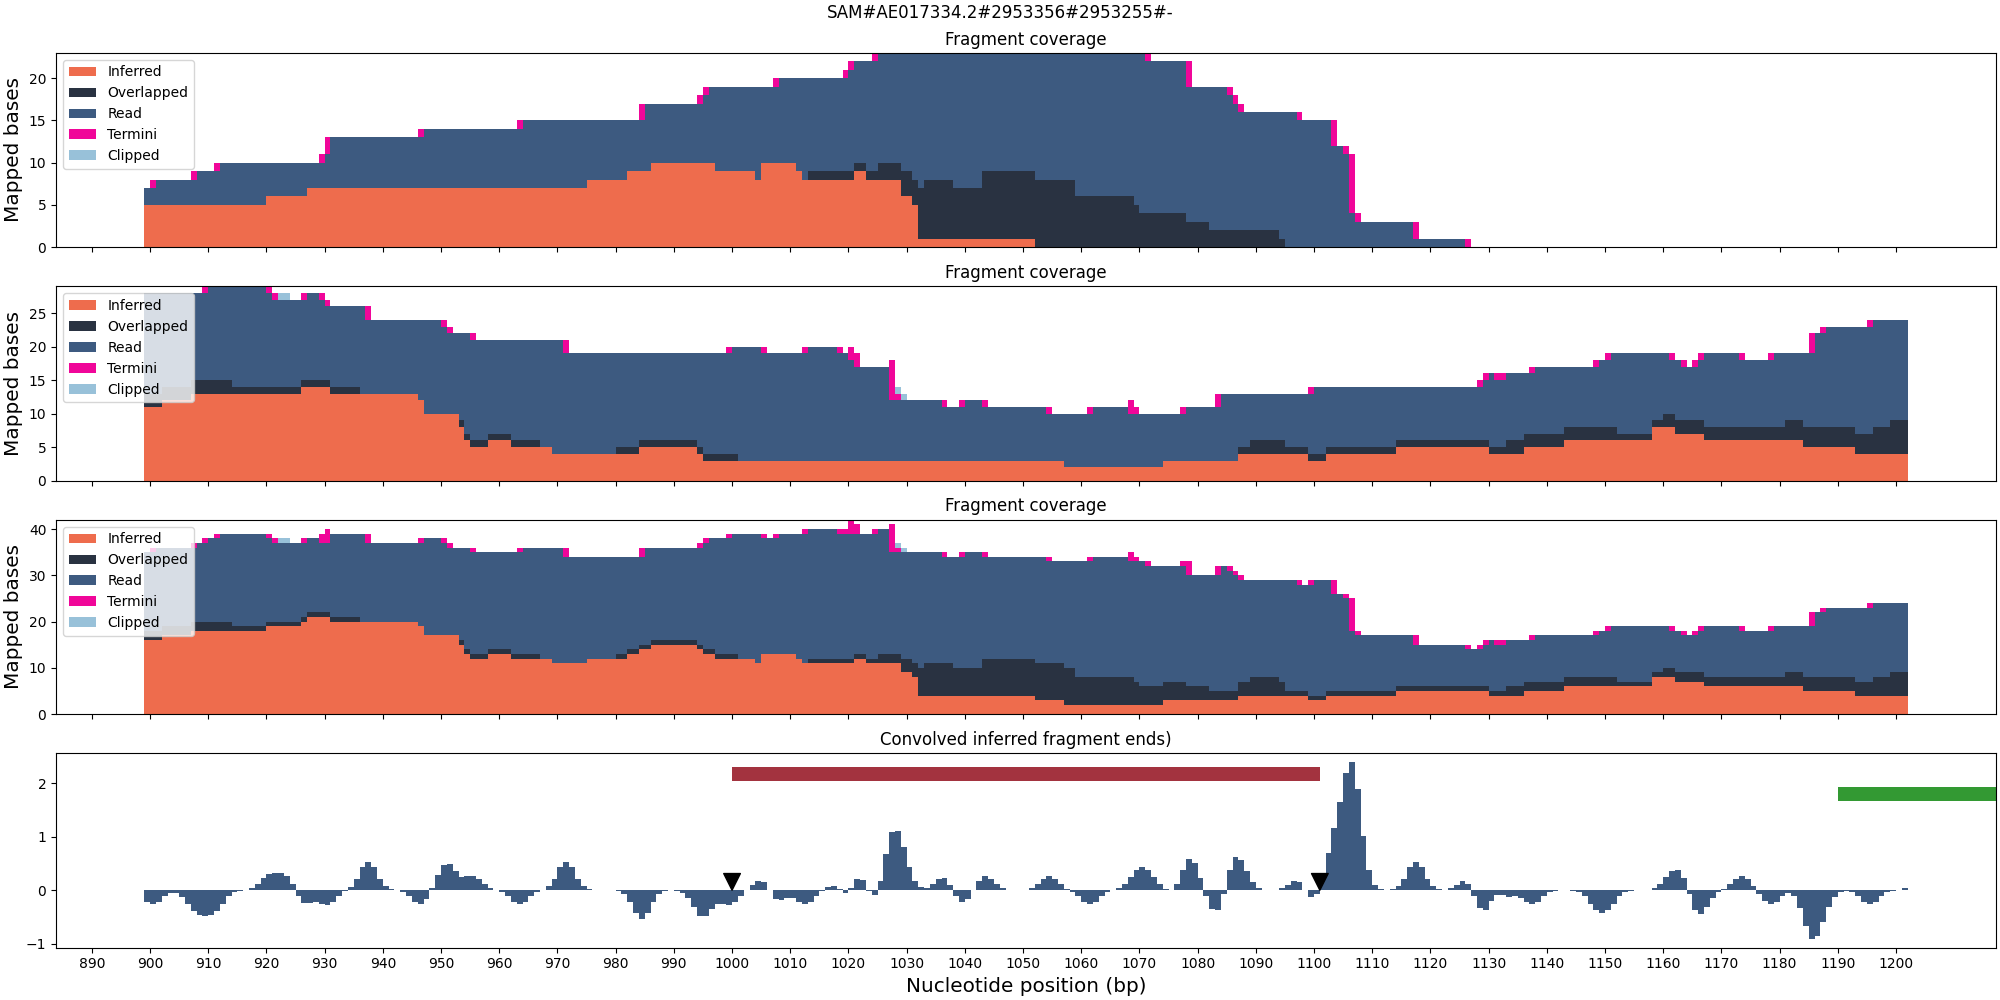 SAM#AE017334.2#2953356#2953255#-
Fragment coverage
Mapped bases
20
15
10
5
0
Inferred
Overlapped
Read
Termini
Clipped
Fragment coverage
Mapped bases
25
20
15
10
5
0
Inferred
Overlapped
Read
Termini
Clipped
Fragment coverage
Mapped bases
40
30
20
10
0
Inferred
Overlapped
Read
Termini
Clipped
Convolved inferred fragment ends)
2
1
0
−1
890 900 910 920 930 940 950 960 970 980 990 1000 1010 1020 1030 1040 1050 1060 1070 1080 1090 1100 1110 1120 1130 1140 1150 1160 1170 1180 1190 1200
Nucleotide position (bp)